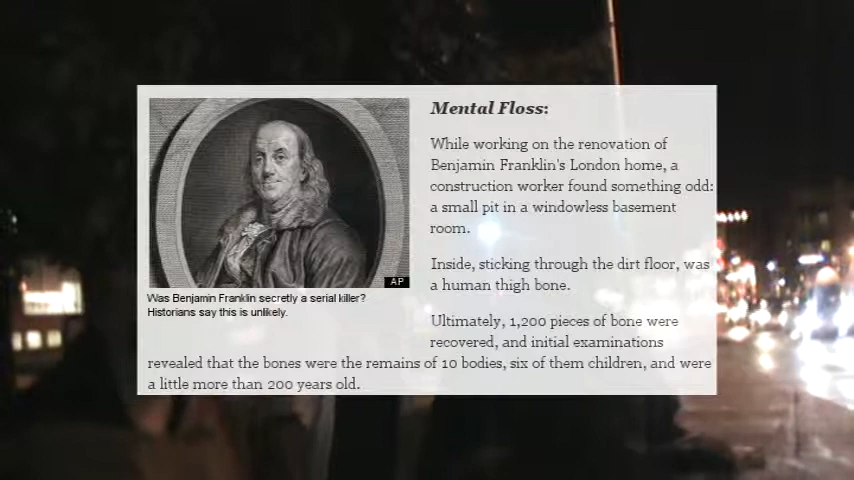 Mental Floss:
While working on the renovation of
Benjamin Franklin's London home, a
construction worker found something odd:
a small pit in a windowless basement
room.
Inside, sticking through the dirt floor, was
a human thigh bone.
AP
Was Benjamin Franklin secretly a serial killer?
Historians say this is unlikely.
Ultimately, 1,200 pieces of bone were
recovered, and initial examinations
revealed that the bones were the remains of 10 bodies, six of them children, and were
a little more than 200 years old.